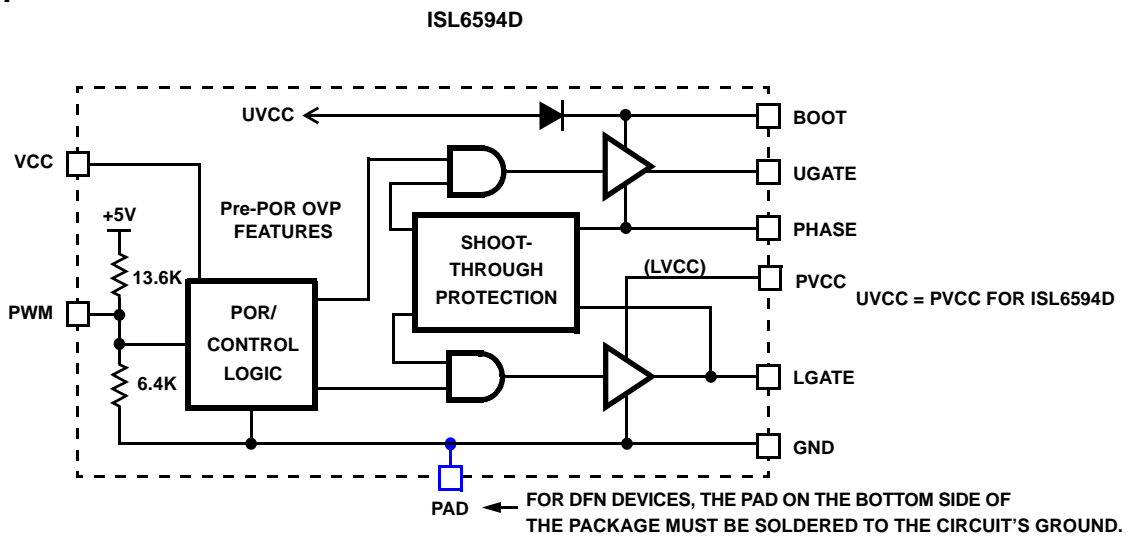 ISL6594D
UVCC
BOOT
VCC
UGATE
+5V
Pre-POR OVP
FEATURES
PHASE
SHOOT-
THROUGH
PROTECTION
(LVCC)
13.6K
PVCC
UVCC = PVCC FOR ISL6594D
PWM
POR/
CONTROL
LOGIC
6.4K
LGATE
GND
PAD
FOR DFN DEVICES, THE PAD ON THE BOTTOM SIDE OF
THE PACKAGE MUST BE SOLDERED TO THE CIRCUIT'S GROUND.